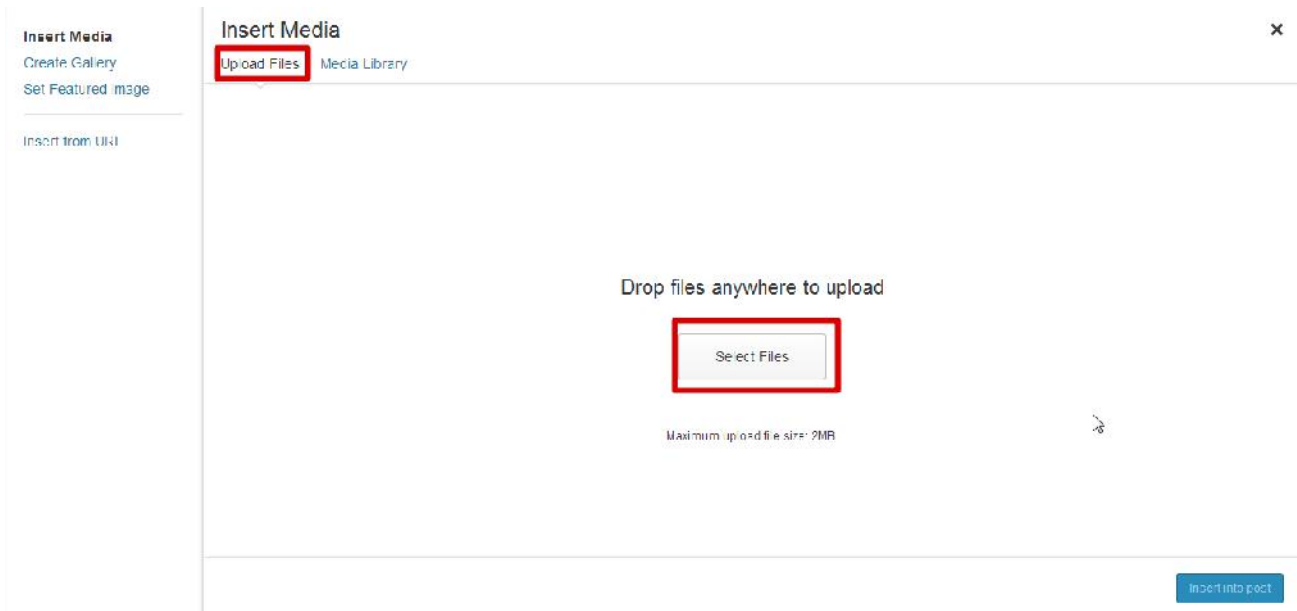 Insert Media
Create Gallery
Set Featured Image
Insert from URL
Insert Media
Upload Files
Media Library
Drop files anywhere to upload
Select Files
Maximum upload file size: 2MB
Insert into post